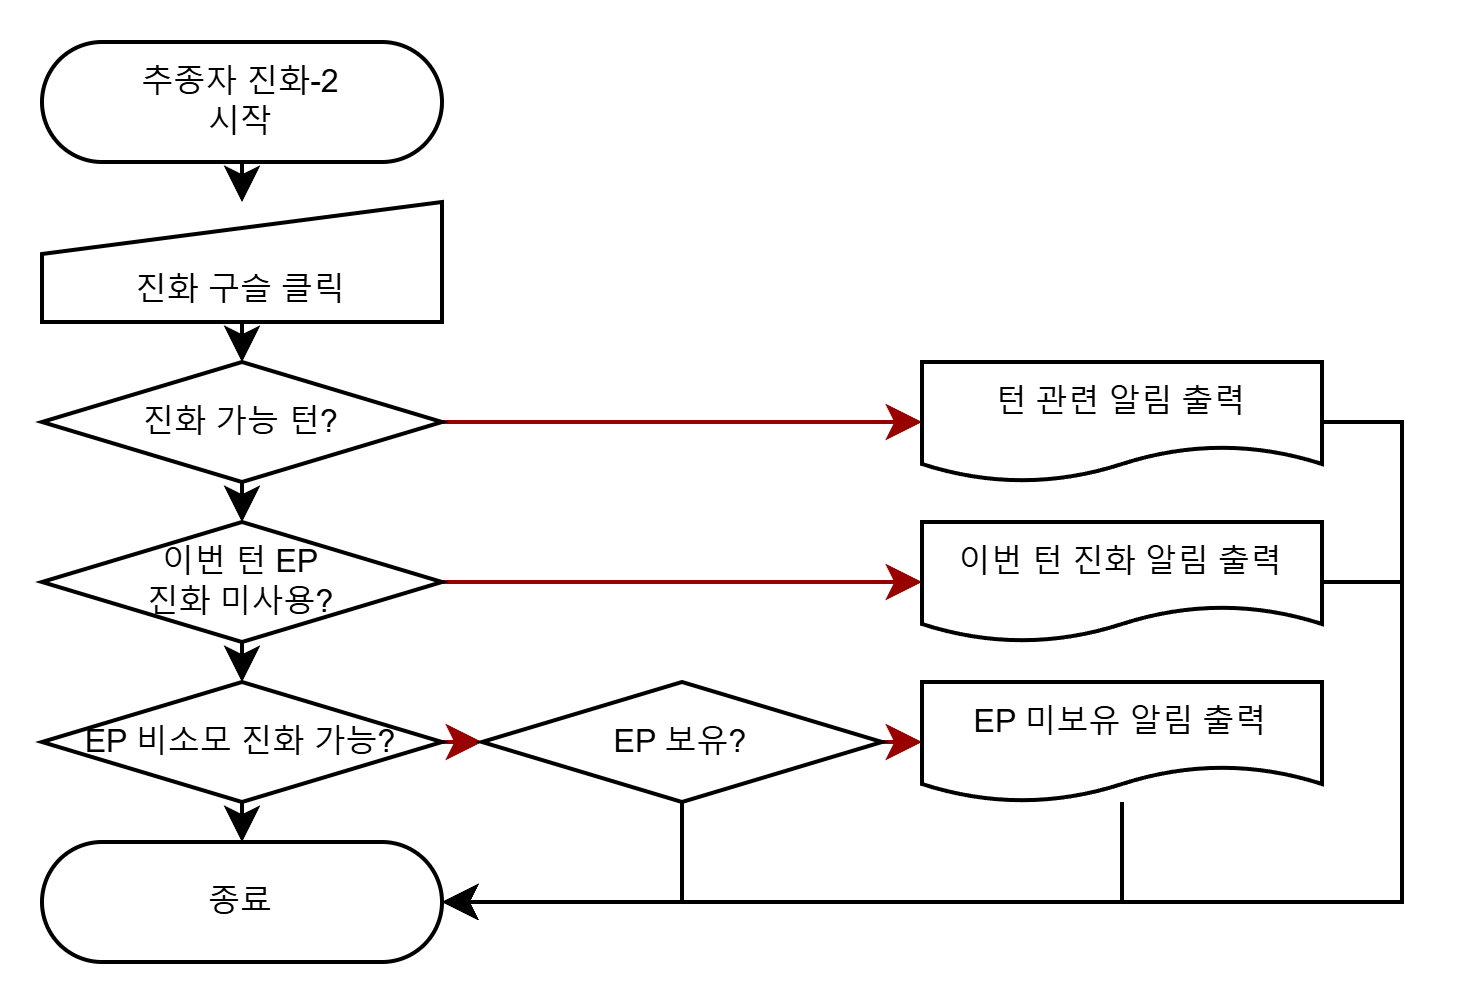 추종자 진화-2
시작
진화 구슬 클릭
진화 가능 턴?
턴 관련 알림 출력
이번 턴 EP
진화 미사용?
이번 턴 진화 알림 출력
EP 비소모 진화 가능?
EP 보유?
EP 미보유 알림 출력
종료